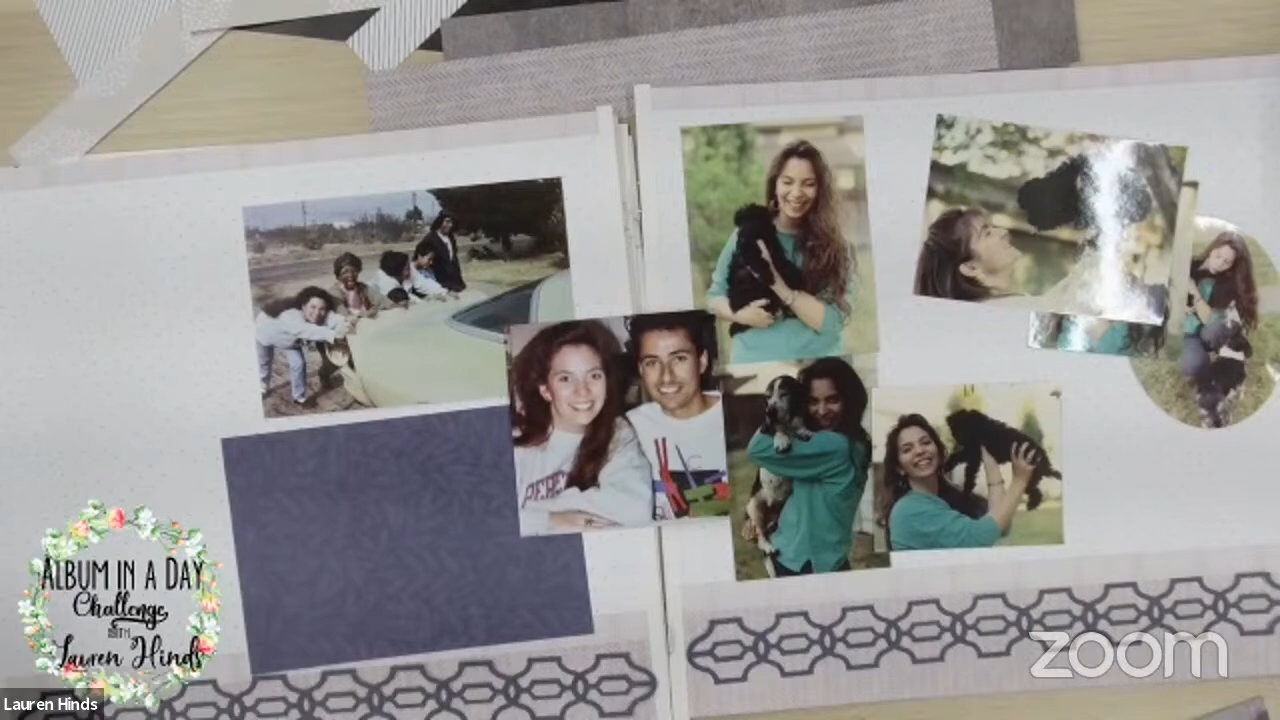 ALBUM IN A DAY
Challenge
WITH
Lauren Hinds
Lauren Hinds
zoom